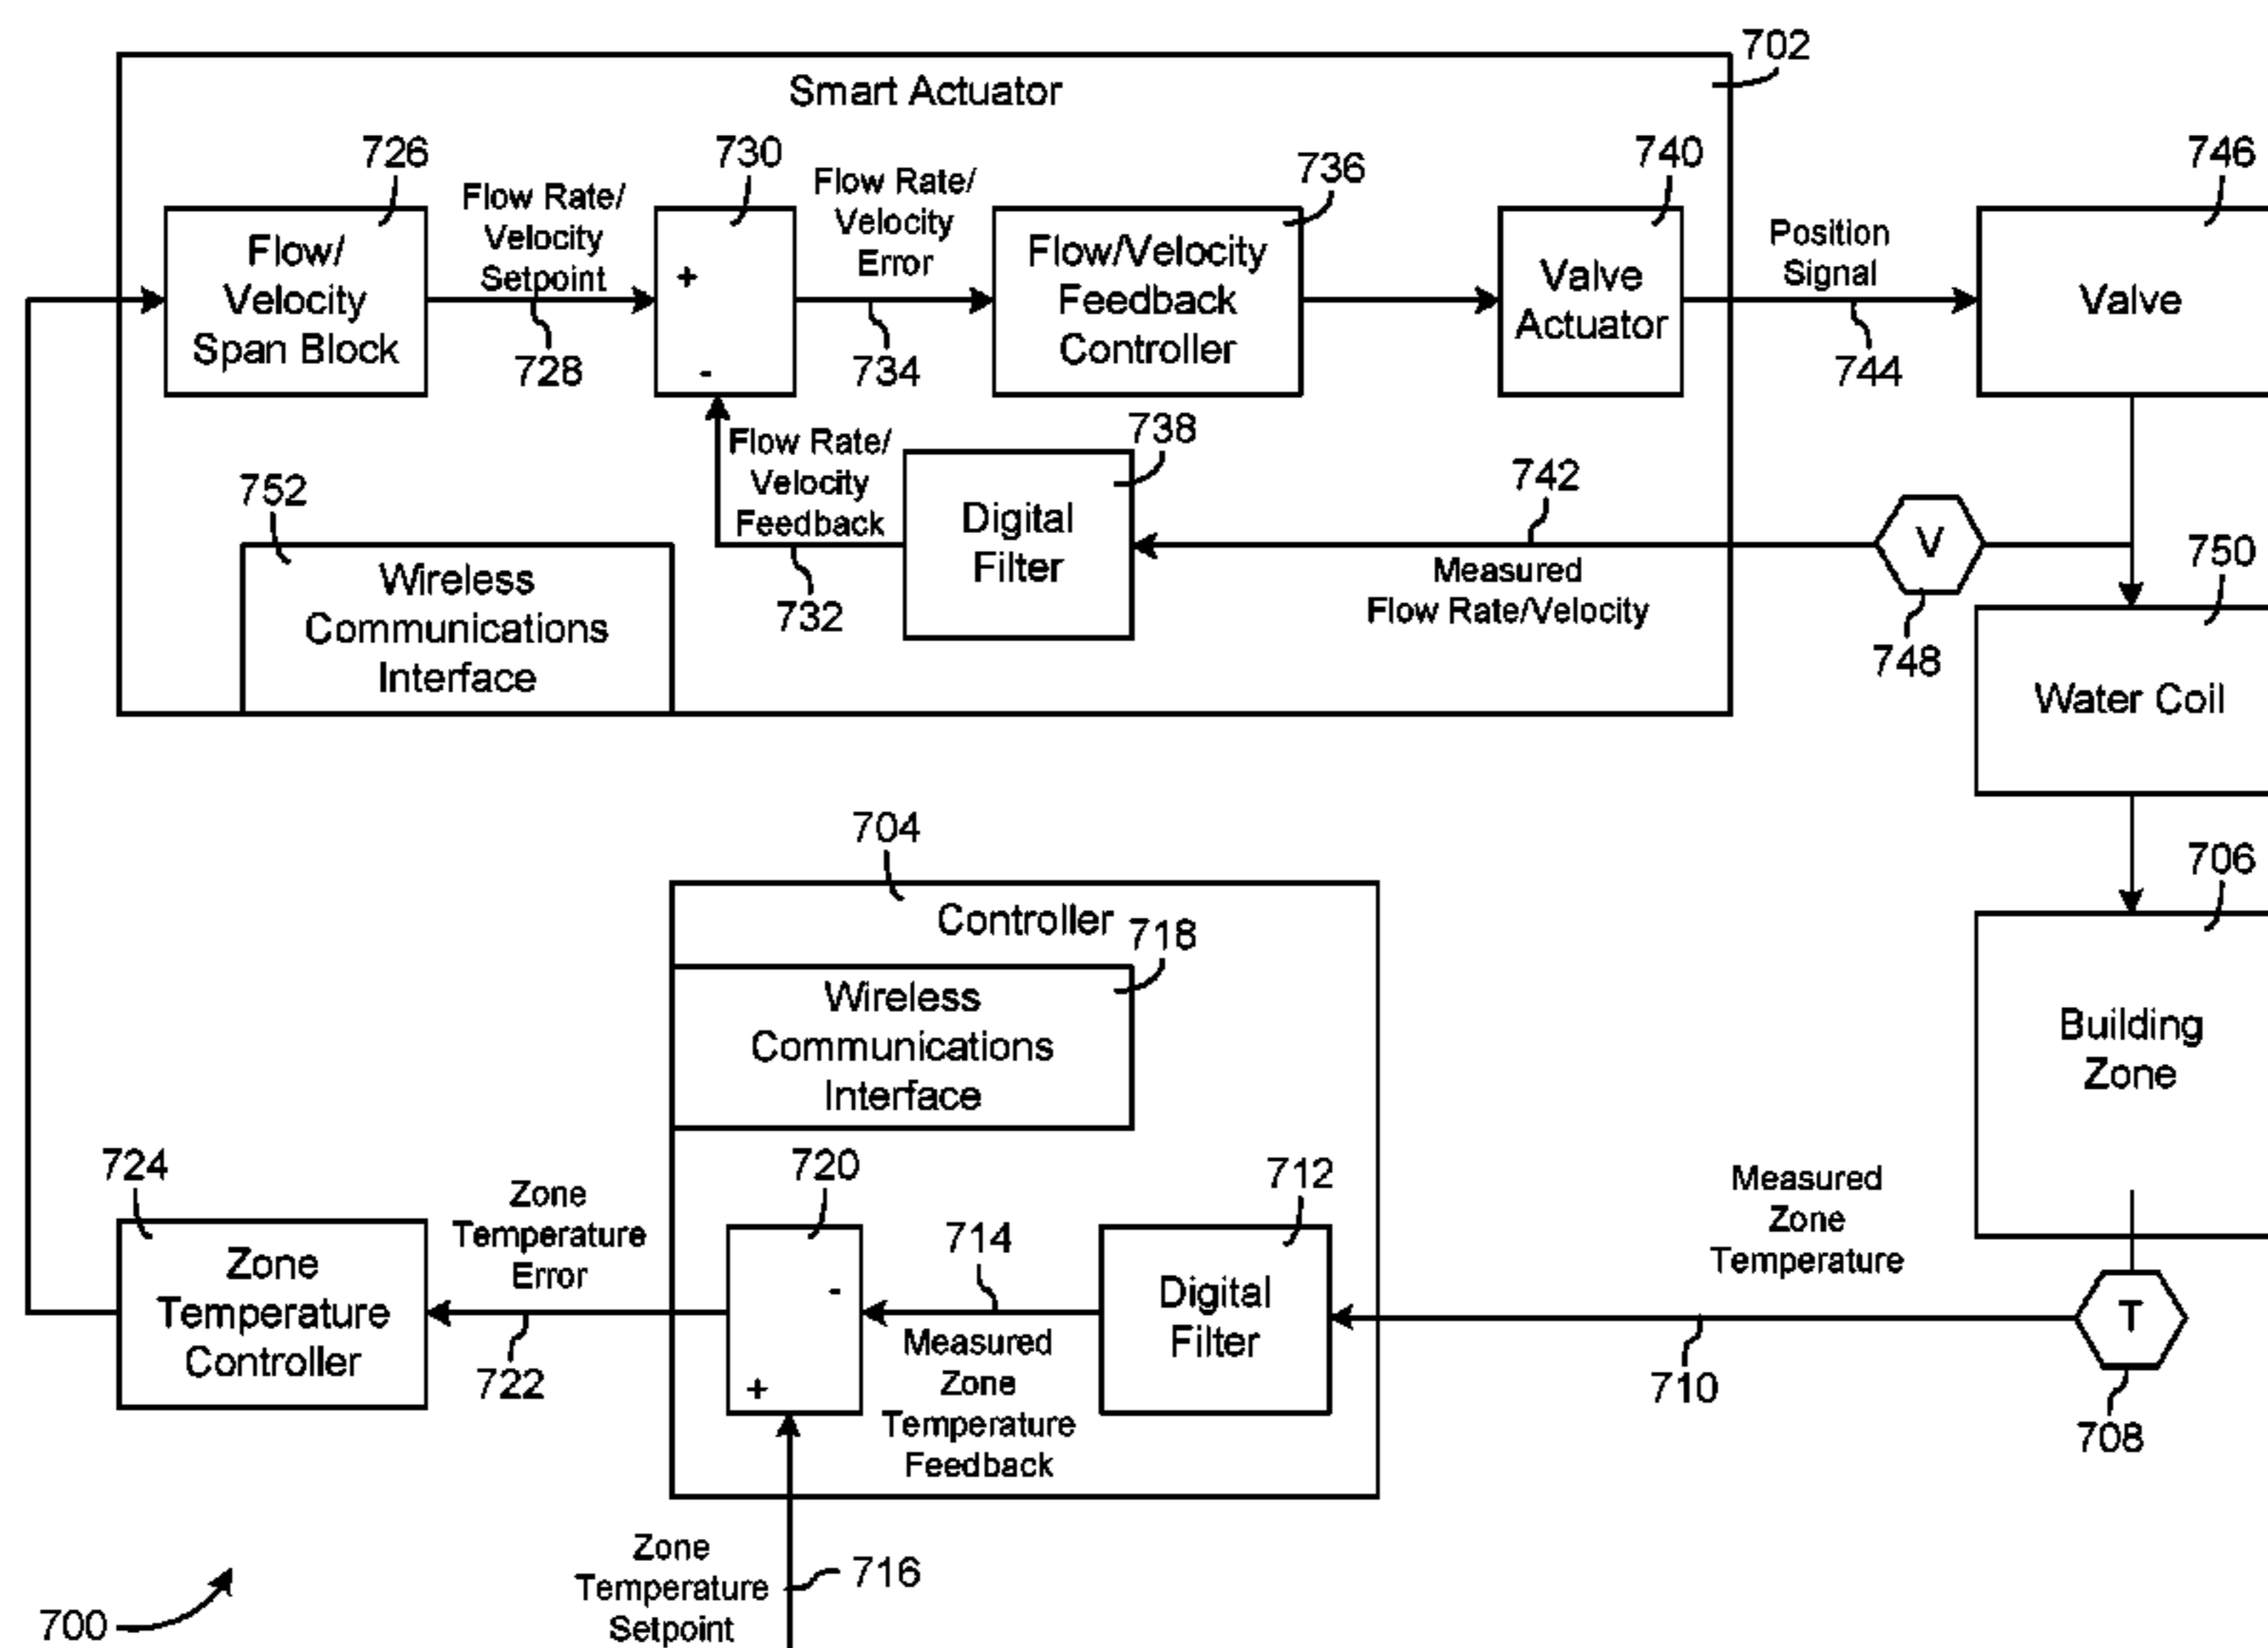 702
Smart Actuator
726
730
736
740
746
Flow/
Velocity
Span Block
Flow Rate/
Velocity
Setpoint
728
+
-
Flow Rate/
Velocity
Error
734
Flow/Velocity
Feedback
Controller
Valve
Actuator
Position
Signal
744
Valve
752
Wireless
Communications
Interface
Flow Rate/
Velocity
Feedback
732
738
Digital
Filter
742
Measured
Flow Rate/Velocity
V
748
750
Water Coil
704
Controller
718
Wireless
Communications
Interface
706
Building
Zone
724
Zone
Temperature
Controller
Zone
Temperature
Error
722
720
-
+
714
Measured
Zone
Temperature
Feedback
712
Digital
Filter
Measured
Zone
Temperature
710
T
708
Zone
Temperature
Setpoint
716
700